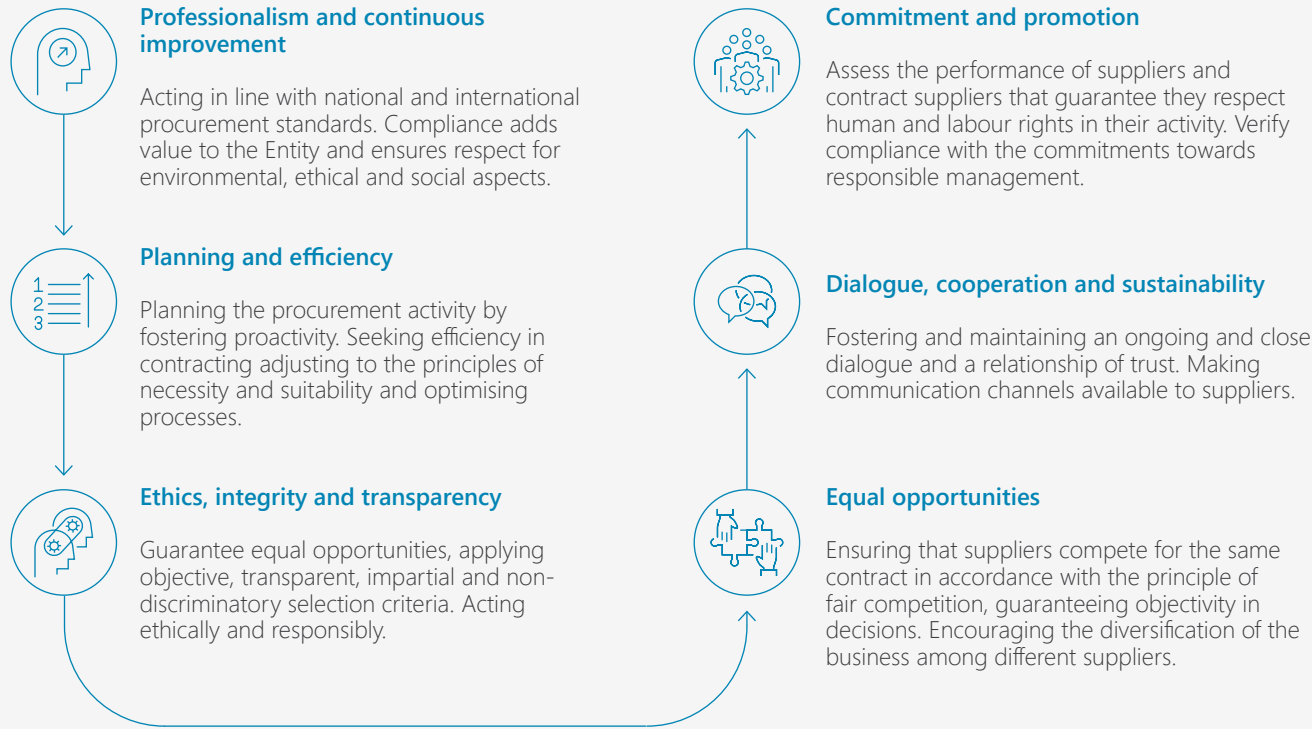 Professionalism and continuous
improvement
Acting in line with national and international
procurement standards. Compliance adds
value to the Entity and ensures respect for
environmental, ethical and social aspects.
1
2
3
Planning and efficiency
Planning the procurement activity by
fostering proactivity. Seeking efficiency in
contracting adjusting to the principles of
necessity and suitability and optimising
processes.
Ethics, integrity and transparency
Guarantee equal opportunities, applying
objective, transparent, impartial and non-
discriminatory selection criteria. Acting
ethically and responsibly.
Equal opportunities
Ensuring that suppliers compete for the same
contract in accordance with the principle of
fair competition, guaranteeing objectivity in
decisions. Encouraging the diversification of the
business among different suppliers.
Dialogue, cooperation and sustainability
Fostering and maintaining an ongoing and close
dialogue and a relationship of trust. Making
communication channels available to suppliers.
Commitment and promotion
Assess the performance of suppliers and
contract suppliers that guarantee they respect
human and labour rights in their activity. Verify
compliance with the commitments towards
responsible management.